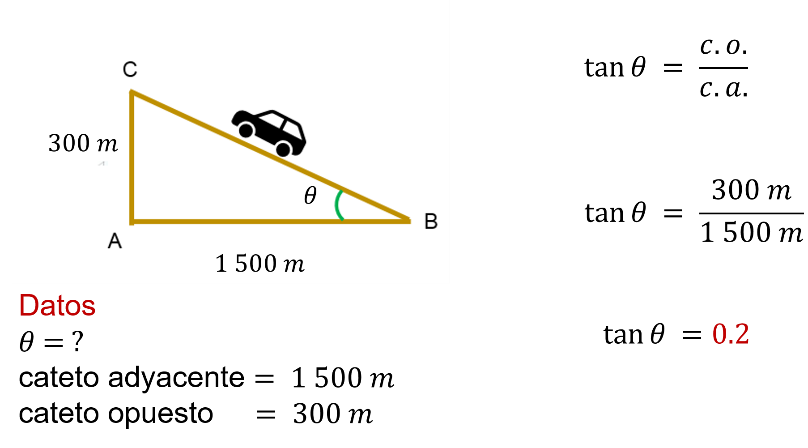 C
300 m
θ
A
B
1 500 m
Datos
θ = ?
cateto adyacente = 1 500 m
cateto opuesto = 300 m
tan θ = c. o. / c. a.
tan θ = 300 m / 1 500 m
tan θ = 0.2